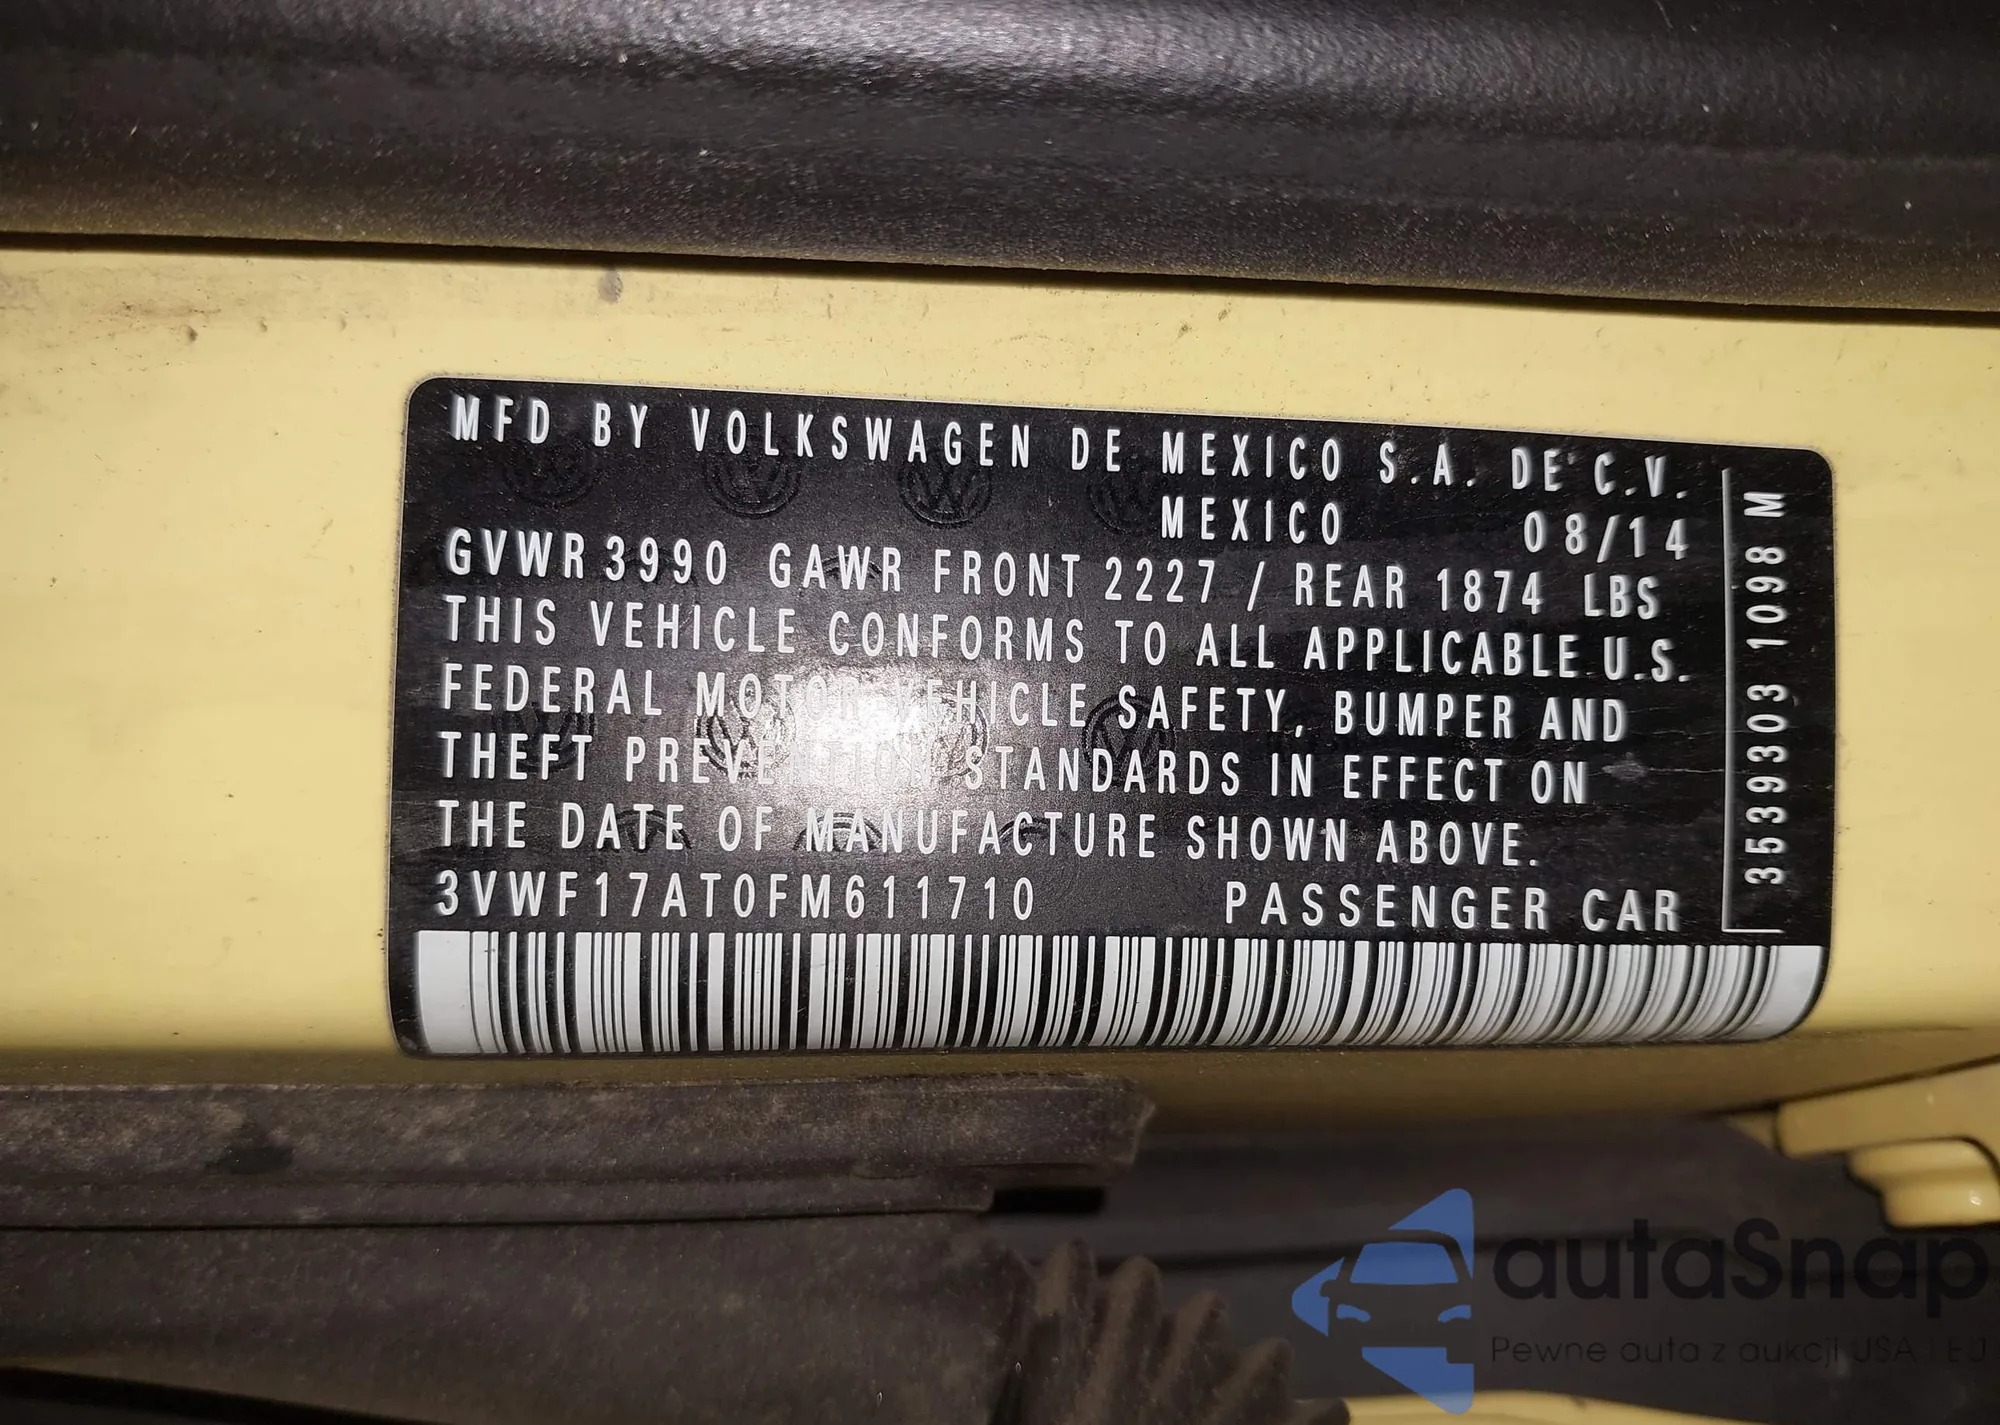 MFD BY VOLKSWAGEN DE MEXICO S.A. DE C.V.
MEXICO 08/14
GVWR 3990 GAWR FRONT 2227 / REAR 1874 LBS
THIS VEHICLE CONFORMS TO ALL APPLICABLE U.S.
FEDERAL MOTOR VEHICLE SAFETY, BUMPER AND
THEFT PREVENTION STANDARDS IN EFFECT ON
THE DATE OF MANUFACTURE SHOWN ABOVE.
3VWF17AT0FM611710 PASSENGER CAR
3539303 1098 M
autaSnap
Pewne auta z aukcji USA i EU